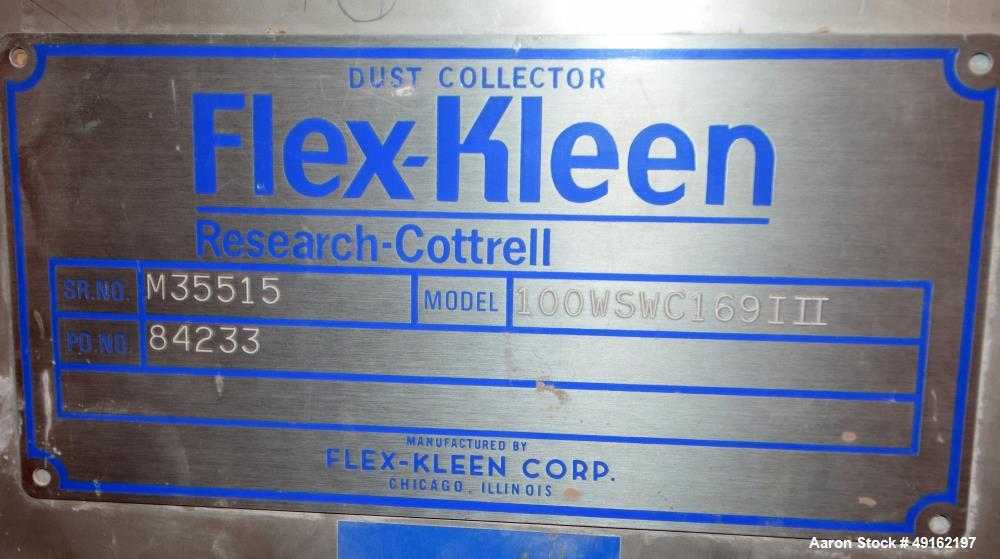 DUST COLLECTOR
Flex-Kleen
Research-Cottrell
SR.NO. M35515 MODEL 100WSWC169III
PO.NO. 84233
MANUFACTURED BY
FLEX-KLEEN CORP.
CHICAGO, ILLINOIS
Aaron Stock # 49162197